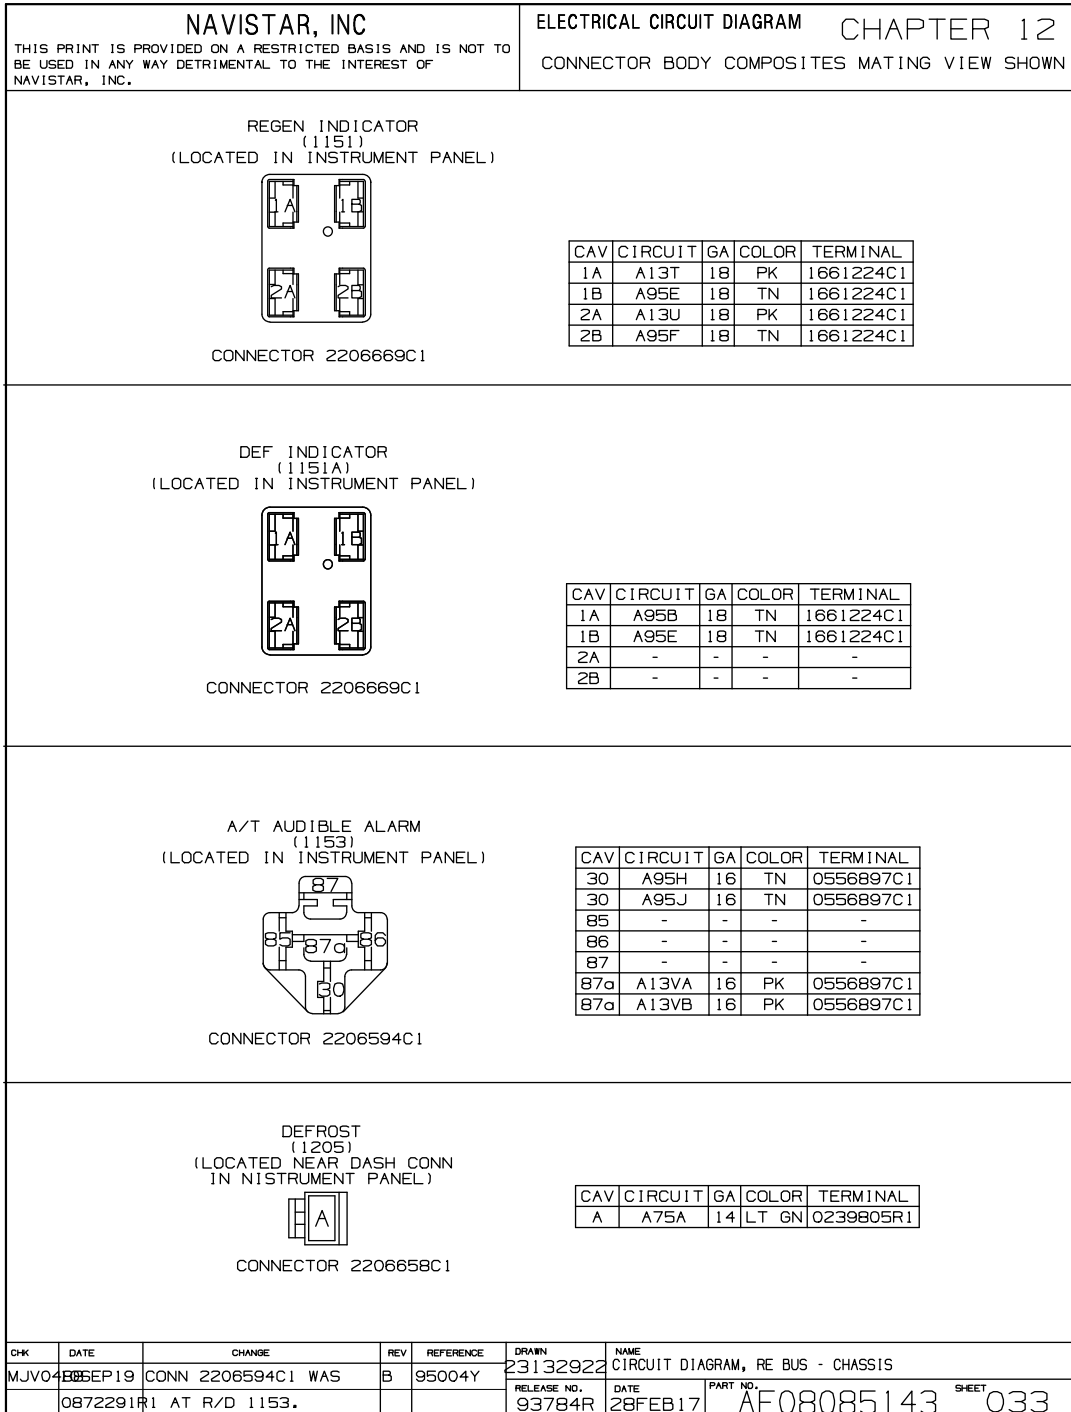 NAVISTAR, INC
THIS PRINT IS PROVIDED ON A RESTRICTED BASIS AND IS NOT TO
BE USED IN ANY WAY DETRIMENTAL TO THE INTEREST OF
NAVISTAR, INC.
ELECTRICAL CIRCUIT DIAGRAM CHAPTER 12
CONNECTOR BODY COMPOSITES MATING VIEW SHOWN
REGEN INDICATOR
(1151)
(LOCATED IN INSTRUMENT PANEL)
1A 1B
2A 2B
CONNECTOR 2206669C1
CAV CIRCUIT GA COLOR TERMINAL
1A A13T 18 PK 1661224C1
1B A95E 18 TN 1661224C1
2A A13U 18 PK 1661224C1
2B A95F 18 TN 1661224C1
DEF INDICATOR
(1151A)
(LOCATED IN INSTRUMENT PANEL)
1A 1B
2A 2B
CONNECTOR 2206669C1
CAV CIRCUIT GA COLOR TERMINAL
1A A95B 18 TN 1661224C1
1B A95E 18 TN 1661224C1
2A - - - -
2B - - - -
A/T AUDIBLE ALARM
(1153)
(LOCATED IN INSTRUMENT PANEL)
87
85 87a 86
30
CONNECTOR 2206594C1
CAV CIRCUIT GA COLOR TERMINAL
30 A95H 16 TN 0556897C1
30 A95J 16 TN 0556897C1
85 - - - -
86 - - - -
87 - - - -
87a A13VA 16 PK 0556897C1
87a A13VB 16 PK 0556897C1
DEFROST
(1205)
(LOCATED NEAR DASH CONN
IN NISTRUMENT PANEL)
A
CONNECTOR 2206658C1
CAV CIRCUIT GA COLOR TERMINAL
A A75A 14 LT GN 0239805R1
CHK DATE CHANGE REV REFERENCE
SEP19 CONN 2206594C1 WAS B 95004Y
0872291R1 AT R/D 1153.
DRAWN 23132922
NAME CIRCUIT DIAGRAM, RE BUS - CHASSIS
RELEASE NO. 93784R
DATE 28FEB17
PART NO. AE08085143
SHEET 033